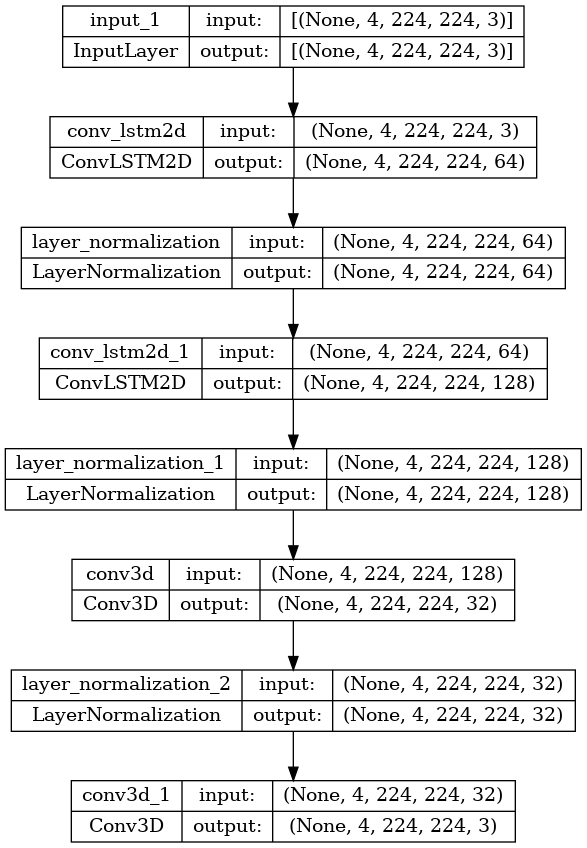 input_1 input: [(None, 4, 224, 224, 3)]
InputLayer output: [(None, 4, 224, 224, 3)]
conv_lstm2d input: (None, 4, 224, 224, 3)
ConvLSTM2D output: (None, 4, 224, 224, 64)
layer_normalization input: (None, 4, 224, 224, 64)
LayerNormalization output: (None, 4, 224, 224, 64)
conv_lstm2d_1 input: (None, 4, 224, 224, 64)
ConvLSTM2D output: (None, 4, 224, 224, 128)
layer_normalization_1 input: (None, 4, 224, 224, 128)
LayerNormalization output: (None, 4, 224, 224, 128)
conv3d input: (None, 4, 224, 224, 128)
Conv3D output: (None, 4, 224, 224, 32)
layer_normalization_2 input: (None, 4, 224, 224, 32)
LayerNormalization output: (None, 4, 224, 224, 32)
conv3d_1 input: (None, 4, 224, 224, 32)
Conv3D output: (None, 4, 224, 224, 3)